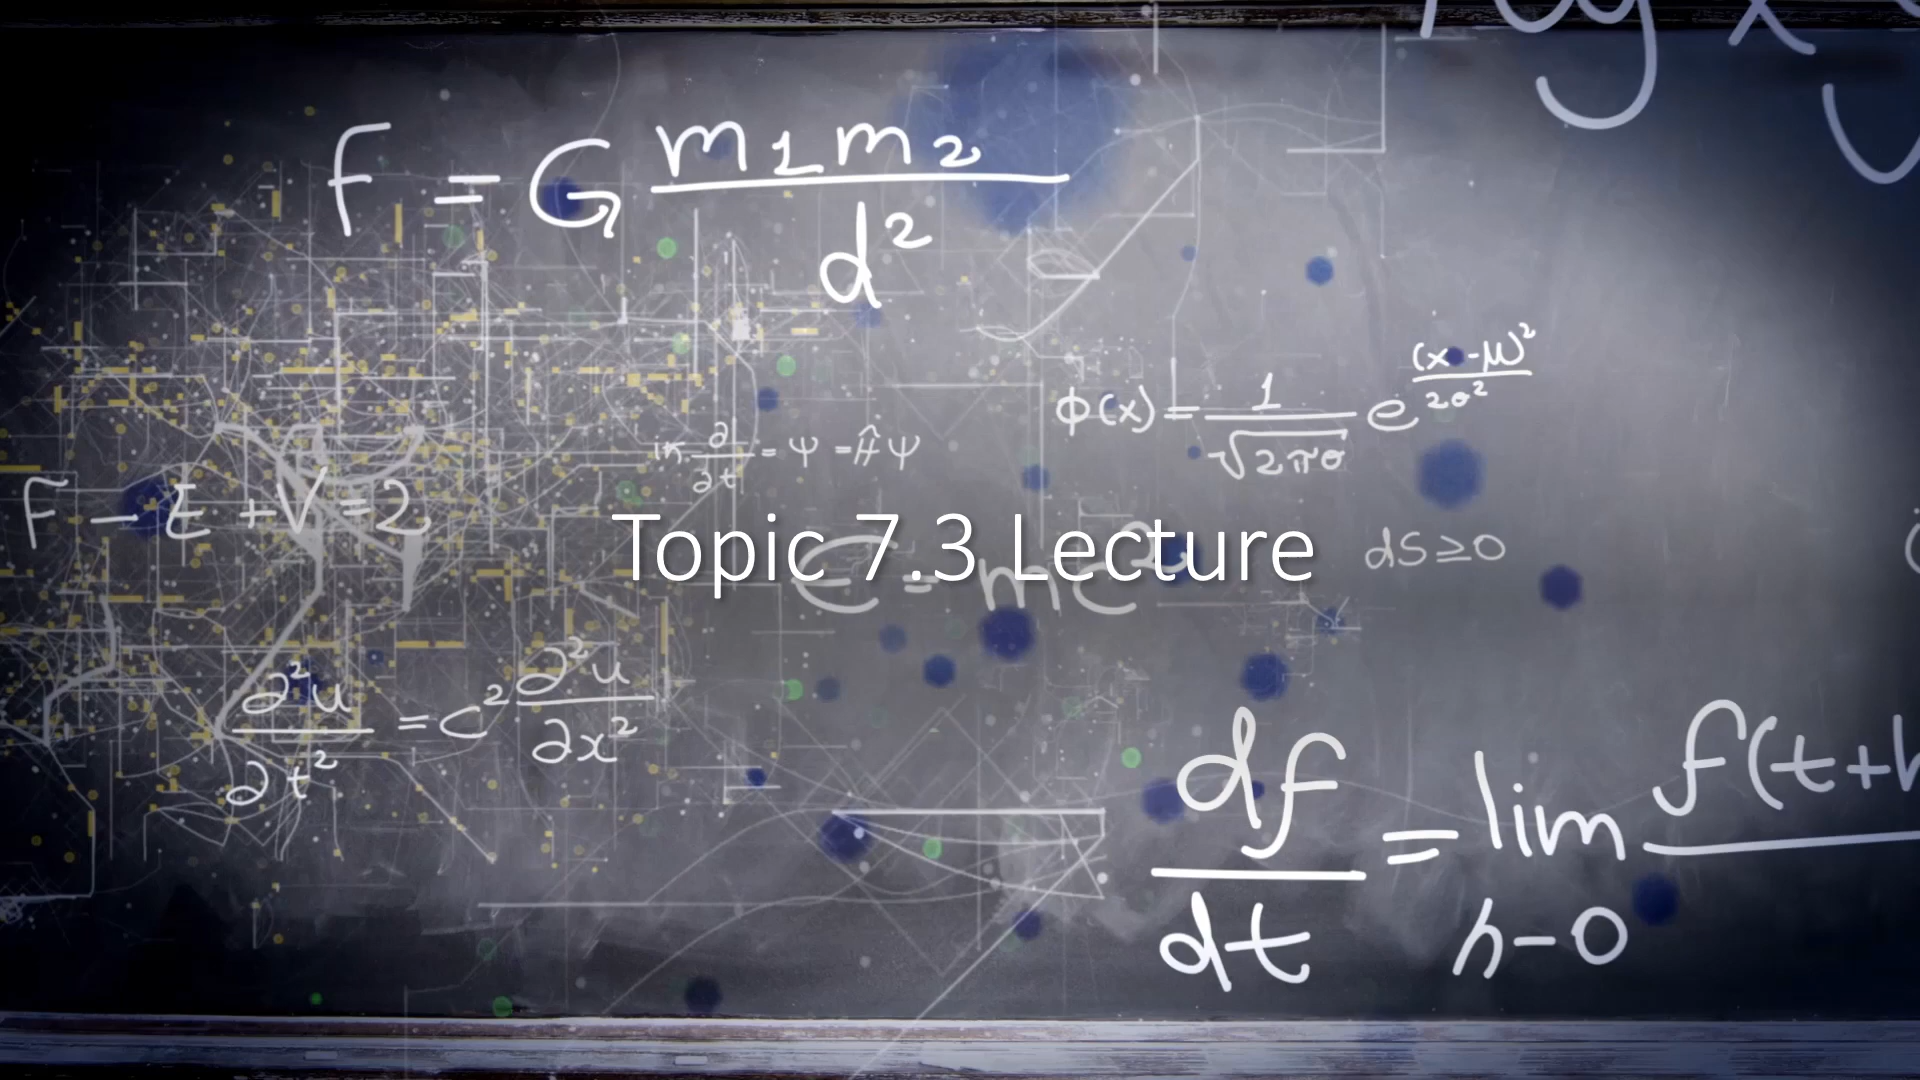 F = G m1m2 / d²
ϕ(x) = 1 / √2πσ e (x-μ)² / 2σ²
∂ / ∂t = Ψ = ĤΨ
F - E + V = 2
Topic 7.3 Lecture
E = mc²
dS ≥ 0
∂²u / ∂t² = c² ∂²u / ∂x²
df / dt = lim f(t+h
h-0